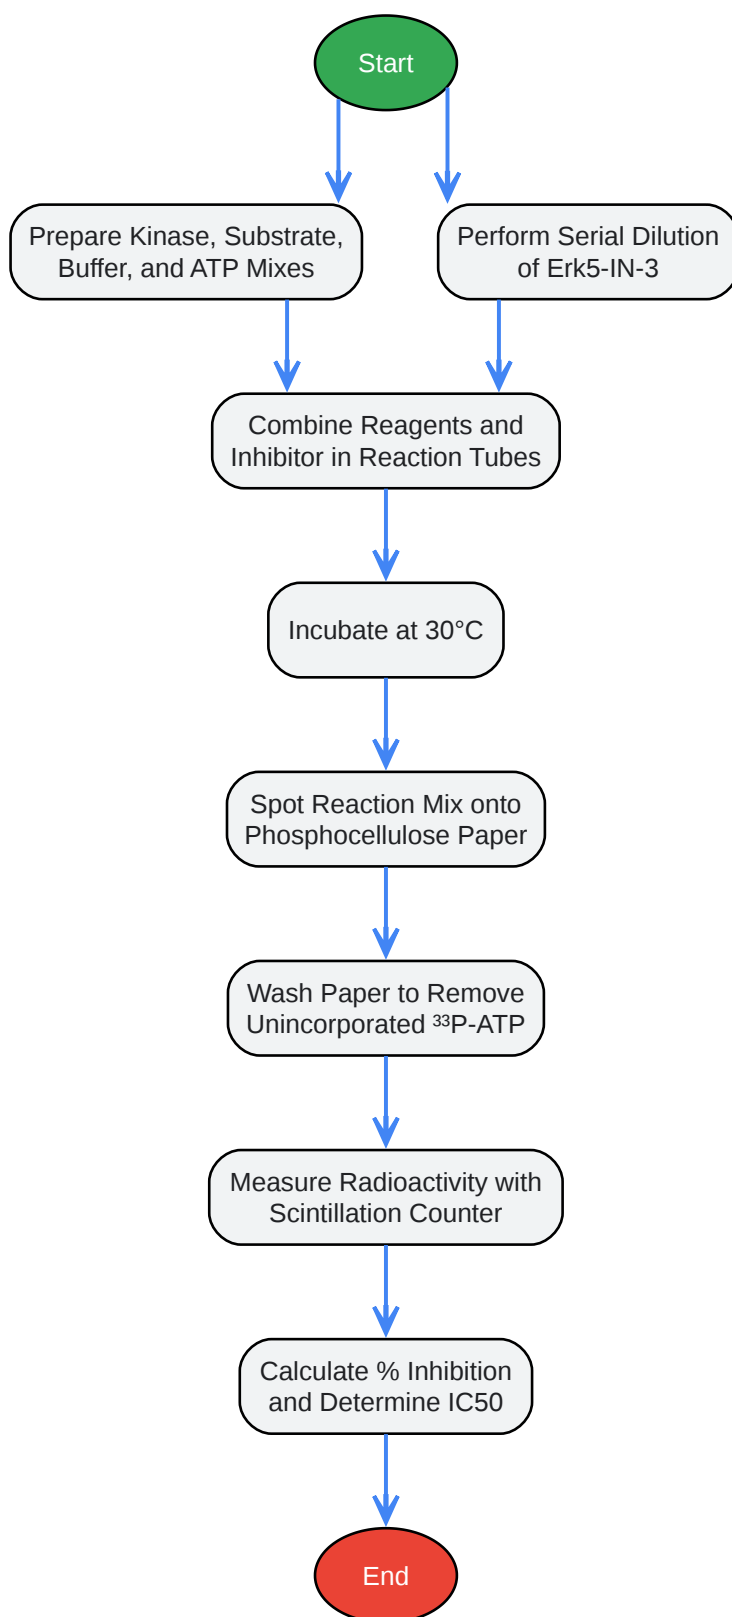 Start
Prepare Kinase, Substrate,
Buffer, and ATP Mixes
Perform Serial Dilution
of Erk5-IN-3
Combine Reagents and
Inhibitor in Reaction Tubes
Incubate at 30°C
Spot Reaction Mix onto
Phosphocellulose Paper
Wash Paper to Remove
Unincorporated ³³P-ATP
Measure Radioactivity with
Scintillation Counter
Calculate % Inhibition
and Determine IC50
End